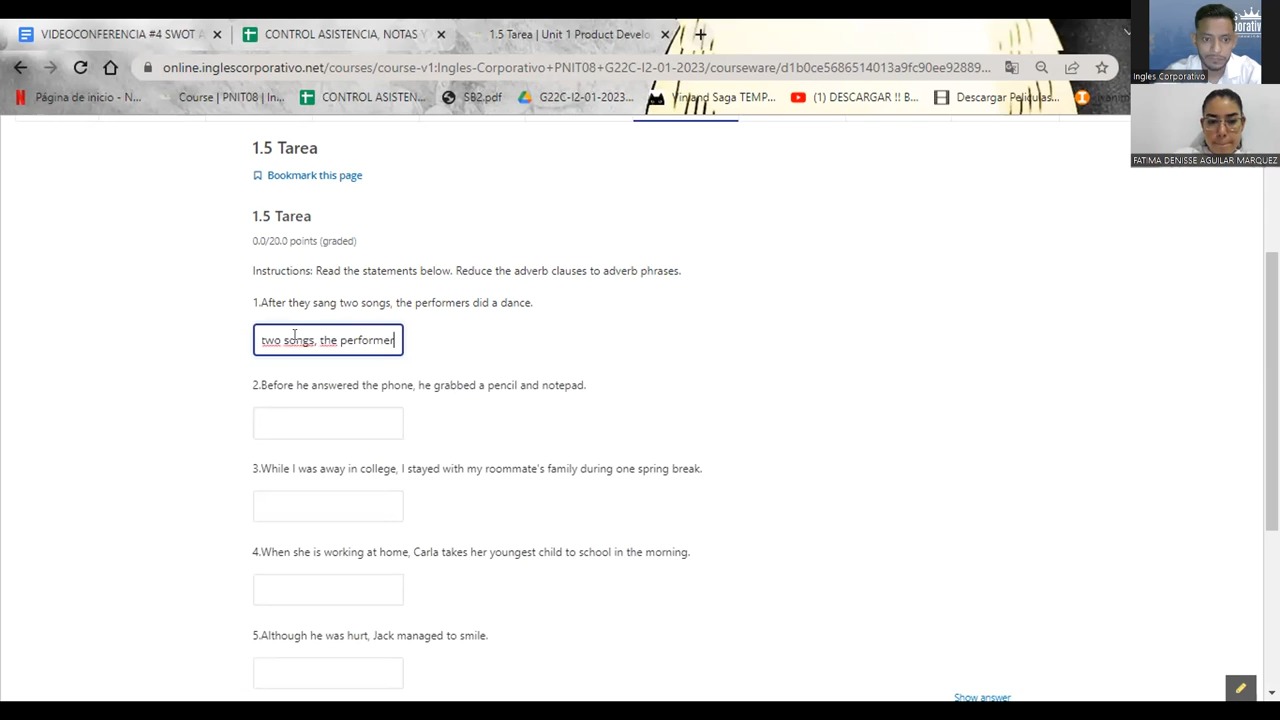 VIDEOCONFERENCIA #4 SWOT A
CONTROL ASISTENCIA, NOTAS Y
1.5 Tarea | Unit 1 Product Develo
online.inglescorporativo.net/courses/course-v1:Ingles-Corporativo+PNIT08+G22C-I2-01-2023/courseware/d1b0ce5686514013a9fc90ee92889...
Página de inicio - N...
Course | PNIT08 | In...
CONTROL ASISTEN...
SB2.pdf
G22C-I2-01-2023...
Vinland Saga TEMP...
(1) DESCARGAR !! B...
Descargar Peliculas...
Ingles Corporativo
FATIMA DENISSE AGUILAR MARQUEZ
1.5 Tarea
Bookmark this page
1.5 Tarea
0.0/20.0 points (graded)
Instructions: Read the statements below. Reduce the adverb clauses to adverb phrases.
1.After they sang two songs, the performers did a dance.
two songs, the performer
2.Before he answered the phone, he grabbed a pencil and notepad.
3.While I was away in college, I stayed with my roommate's family during one spring break.
4.When she is working at home, Carla takes her youngest child to school in the morning.
5.Although he was hurt, Jack managed to smile.
Show answer